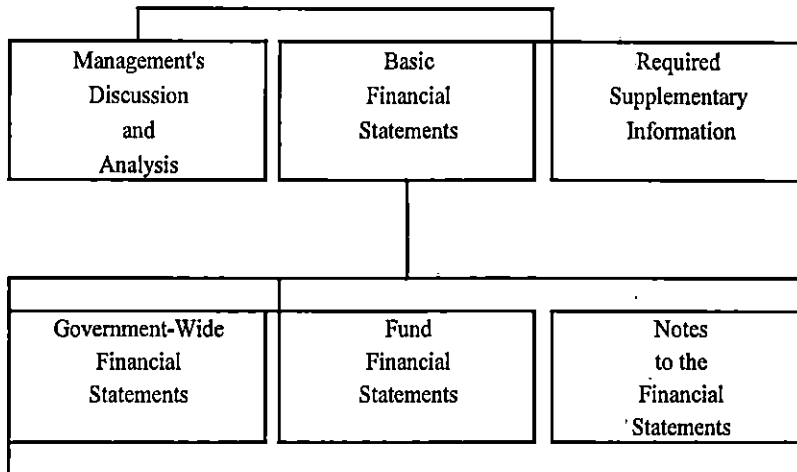 Management's
Discussion
and
Analysis
Basic
Financial
Statements
Required
Supplementary
Information
Government-Wide
Financial
Statements
Fund
Financial
Statements
Notes
to the
Financial
Statements